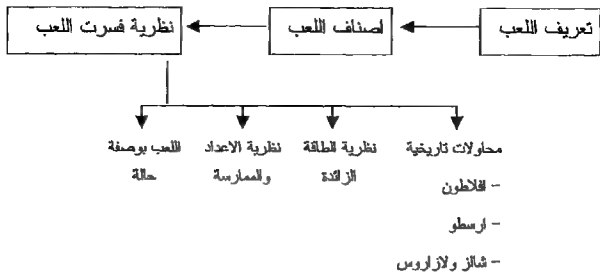 تعريف اللعب
اصناف اللعب
نظرية فسرت اللعب
محاولات تاريخية
- افلاطون
- ارسطو
- شالز ولازاروس
نظرية الطاقة
الزائدة
نظرية الاعداد
والممارسة
اللعب بوصفة
حالة